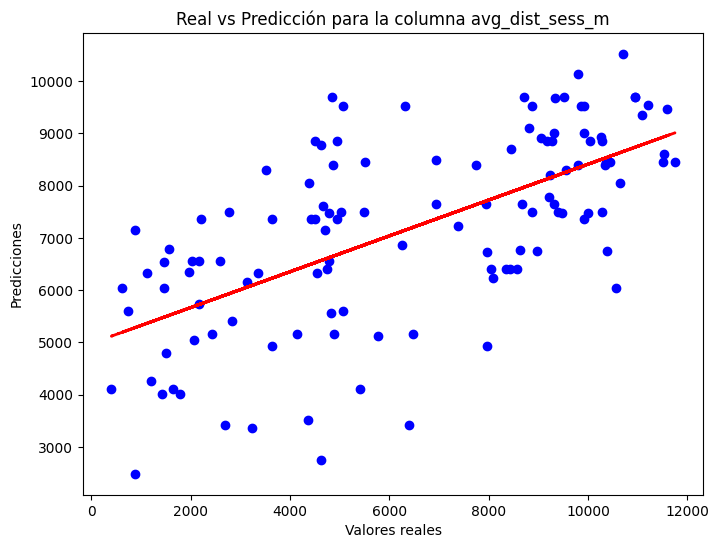 Real vs Predicción para la columna avg_dist_sess_m
10000
9000
8000
7000
6000
5000
4000
3000
Predicciones
0 2000 4000 6000 8000 10000 12000
Valores reales